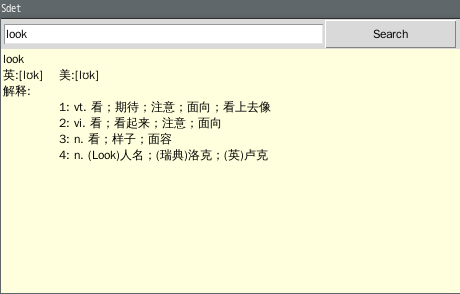 Sdet
look
Search
look
英:[lʊk] 美:[lʊk]
解释:
1: vt. 看；期待；注意；面向；看上去像
2: vi. 看；看起来；注意；面向
3: n. 看；样子；面容
4: n. (Look)人名；(瑞典)洛克；(英)卢克